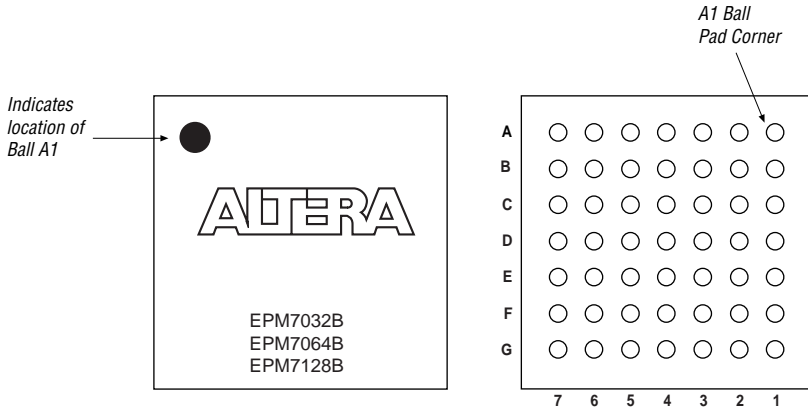 A1 Ball
Pad Corner
Indicates
location of
Ball A1
ALTERA
EPM7032B
EPM7064B
EPM7128B
A
B
C
D
E
F
G
7 6 5 4 3 2 1